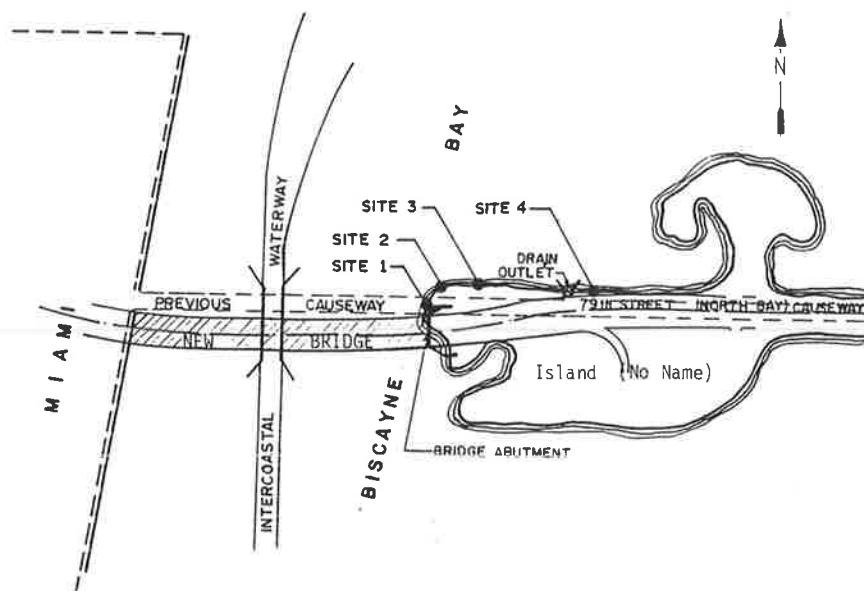 N
BAY
WATERWAY
SITE 3
SITE 4
SITE 2
DRAIN
OUTLET
SITE 1
PREVIOUS CAUSEWAY
79TH STREET (NORTH BAY) CAUSEWAY
NEW BRIDGE
MIAM
Island (No Name)
BISCAYNE
BRIDGE ABUTMENT
INTERCOASTAL